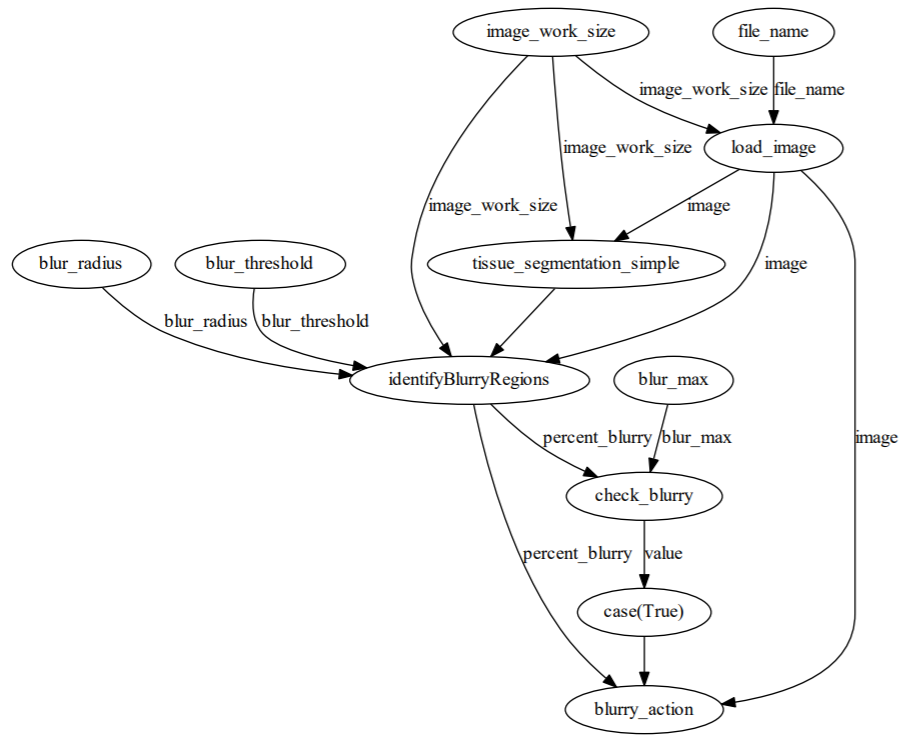 image_work_size
file_name
image_work_size
file_name
image_work_size
load_image
image_work_size
image
blur_radius
blur_threshold
tissue_segmentation_simple
image
blur_radius
blur_threshold
identifyBlurryRegions
blur_max
percent_blurry
blur_max
image
check_blurry
percent_blurry
value
case(True)
blurry_action